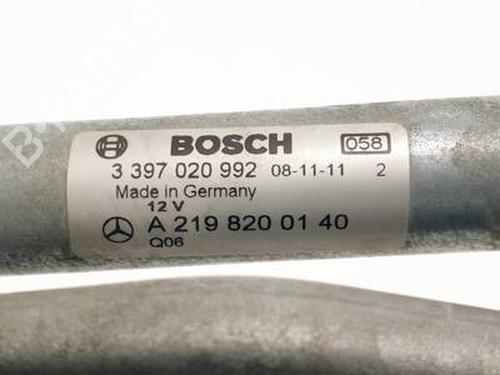 BOSCH 058
3 397 020 992 08-11-11 2
Made in Germany
12 V
A 219 820 01 40
Q06